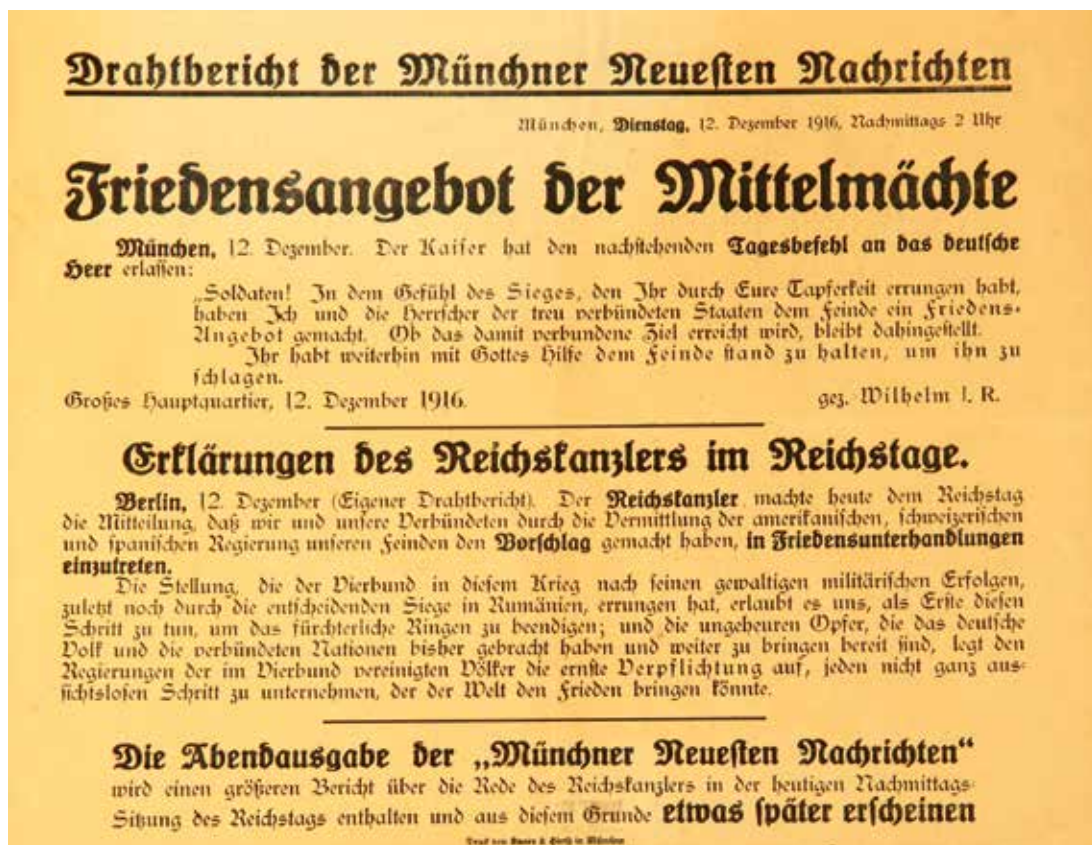 Drahtbericht der Münchner Neuesten Nachrichten
München, Dienstag, 12. Dezember 1916, Nachmittags 2 Uhr
Friedensangebot der Mittelmächte
München, 12. Dezember. Der Kaiser hat den nachstehenden Tagesbefehl an das deutsche
Heer erlassen:
„Soldaten! In dem Gefühl des Sieges, den Ihr durch Eure Tapferkeit errungen habt,
haben Ich und die Herrscher der treu verbündeten Staaten dem Feinde ein Friedens-
Angebot gemacht. Ob das damit verbundene Ziel erreicht wird, bleibt dahingestellt.
Ihr habt weiterhin mit Gottes Hilfe dem Feinde stand zu halten, um ihn zu
schlagen.
Großes Hauptquartier, 12. Dezember 1916. gez. Wilhelm I. R.
Erklärungen des Reichskanzlers im Reichstage.
Berlin, 12. Dezember (Eigener Drahtbericht). Der Reichskanzler machte heute dem Reichstag
die Mitteilung, daß wir und unsere Verbündeten durch die Vermittlung der amerikanischen, schweizerischen
und spanischen Regierung unseren Feinden den Vorschlag gemacht haben, in Friedensunterhandlungen
einzutreten.
Die Stellung, die der Vierbund in diesem Krieg nach seinen gewaltigen militärischen Erfolgen,
zuletzt noch durch die entscheidenden Siege in Rumänien, errungen hat, erlaubt es uns, als Erste diesen
Schritt zu tun, um das fürchterliche Ringen zu beendigen; und die ungeheuren Opfer, die das deutsche
Volk und die verbündeten Nationen bisher gebracht haben und weiter zu bringen bereit sind, legt den
Regierungen der im Vierbund vereinigten Völker die ernste Verpflichtung auf, jeden nicht ganz aus-
sichtslosen Schritt zu unternehmen, der der Welt den Frieden bringen könnte.
Die Abendausgabe der „Münchner Neuesten Nachrichten“
wird einen größeren Bericht über die Rede des Reichskanzlers in der heutigen Nachmittags-
Sitzung des Reichstags enthalten und aus diesem Grunde etwas später erscheinen
Druck von Knorr & Hirth in München